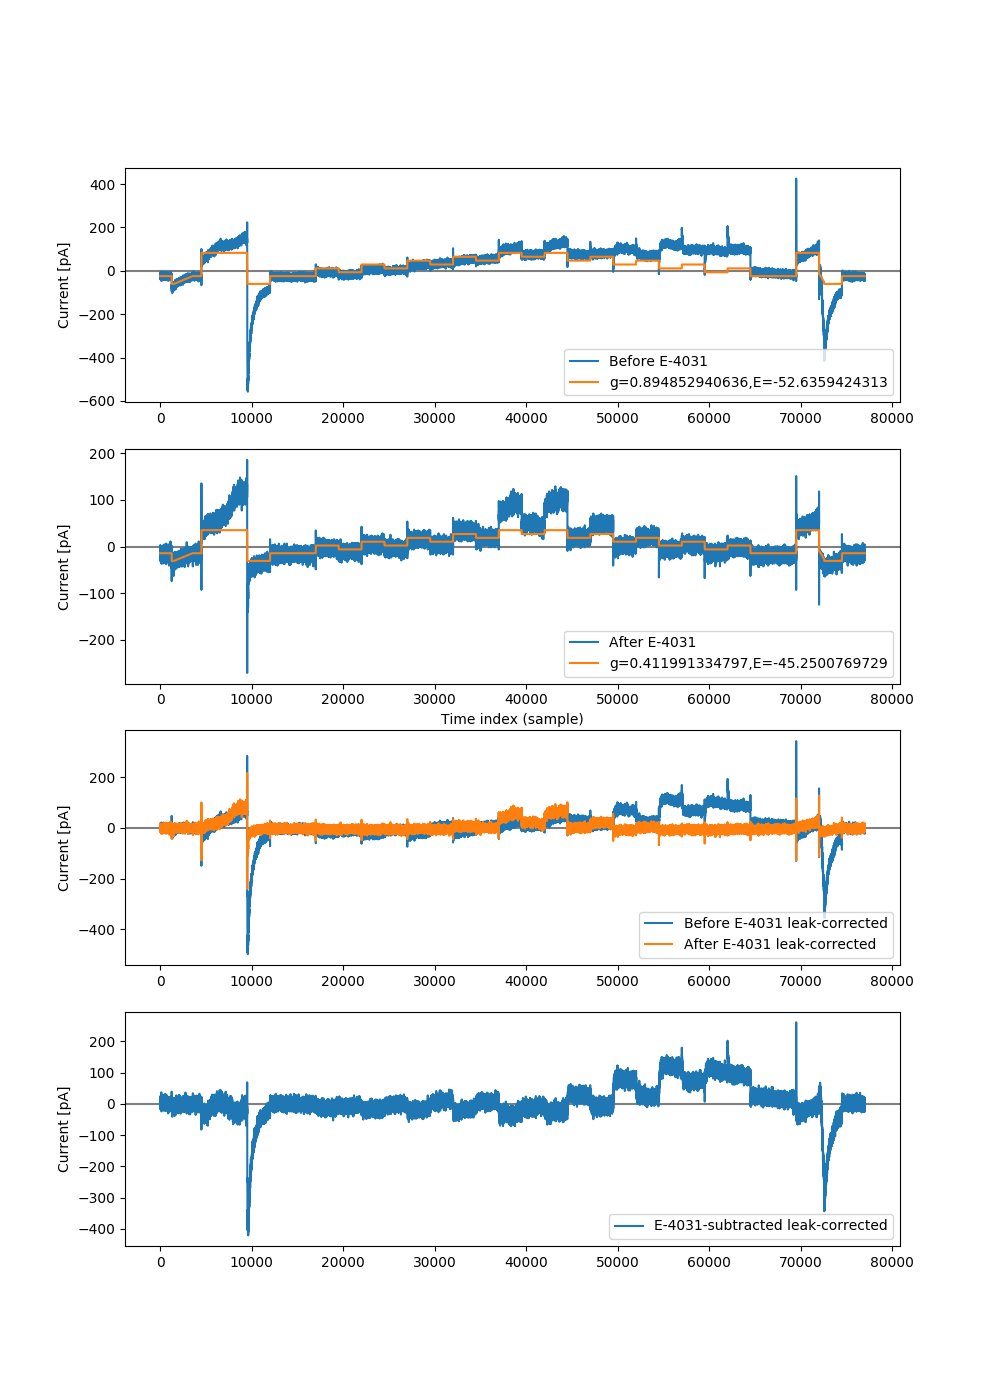 400
200
0
−200
−400
−600
Current [pA]
Before E-4031
g=0.894852940636,E=-52.6359424313
0 10000 20000 30000 40000 50000 60000 70000 80000
200
100
0
−100
−200
Current [pA]
After E-4031
g=0.411991334797,E=-45.2500769729
0 10000 20000 30000 40000 50000 60000 70000 80000
Time index (sample)
200
0
−200
−400
Current [pA]
Before E-4031 leak-corrected
After E-4031 leak-corrected
0 10000 20000 30000 40000 50000 60000 70000 80000
200
100
0
−100
−200
−300
−400
Current [pA]
E-4031-subtracted leak-corrected
0 10000 20000 30000 40000 50000 60000 70000 80000